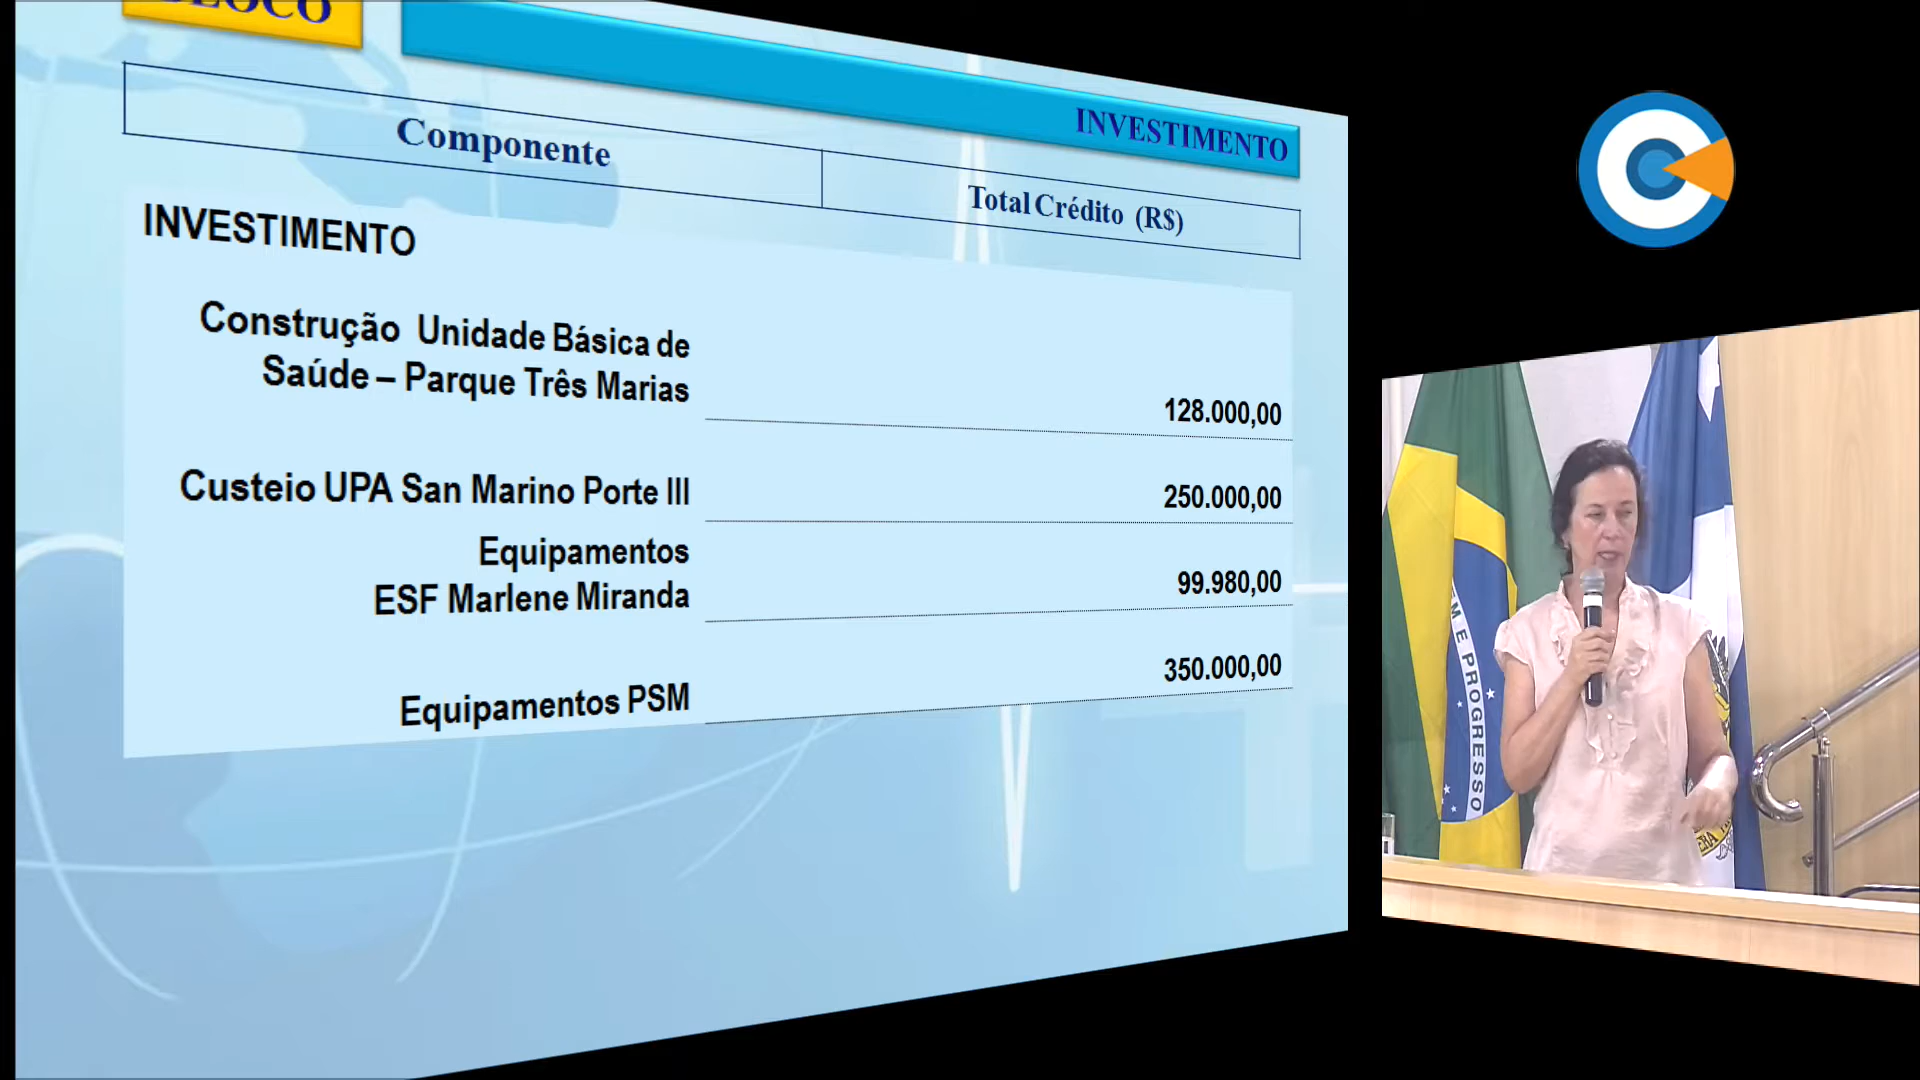 BLOCO
INVESTIMENTO
Componente
Total Crédito (R$)
INVESTIMENTO
Construção Unidade Básica de
Saúde – Parque Três Marias
128.000,00
Custeio UPA San Marino Porte III
250.000,00
Equipamentos
ESF Marlene Miranda
99.980,00
Equipamentos PSM
350.000,00
M E PROGRESSO